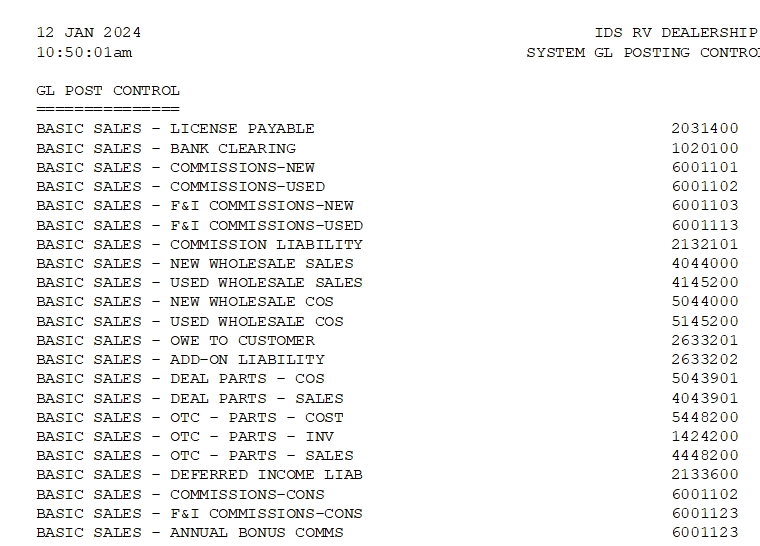 12 JAN 2024 IDS RV DEALERSHIP
10:50:01am SYSTEM GL POSTING CONTROL
GL POST CONTROL
===============
BASIC SALES - LICENSE PAYABLE 2031400
BASIC SALES - BANK CLEARING 1020100
BASIC SALES - COMMISSIONS-NEW 6001101
BASIC SALES - COMMISSIONS-USED 6001102
BASIC SALES - F&I COMMISSIONS-NEW 6001103
BASIC SALES - F&I COMMISSIONS-USED 6001113
BASIC SALES - COMMISSION LIABILITY 2132101
BASIC SALES - NEW WHOLESALE SALES 4044000
BASIC SALES - USED WHOLESALE SALES 4145200
BASIC SALES - NEW WHOLESALE COS 5044000
BASIC SALES - USED WHOLESALE COS 5145200
BASIC SALES - OWE TO CUSTOMER 2633201
BASIC SALES - ADD-ON LIABILITY 2633202
BASIC SALES - DEAL PARTS - COS 5043901
BASIC SALES - DEAL PARTS - SALES 4043901
BASIC SALES - OTC - PARTS - COST 5448200
BASIC SALES - OTC - PARTS - INV 1424200
BASIC SALES - OTC - PARTS - SALES 4448200
BASIC SALES - DEFERRED INCOME LIAB 2133600
BASIC SALES - COMMISSIONS-CONS 6001102
BASIC SALES - F&I COMMISSIONS-CONS 6001123
BASIC SALES - ANNUAL BONUS COMMS 6001123